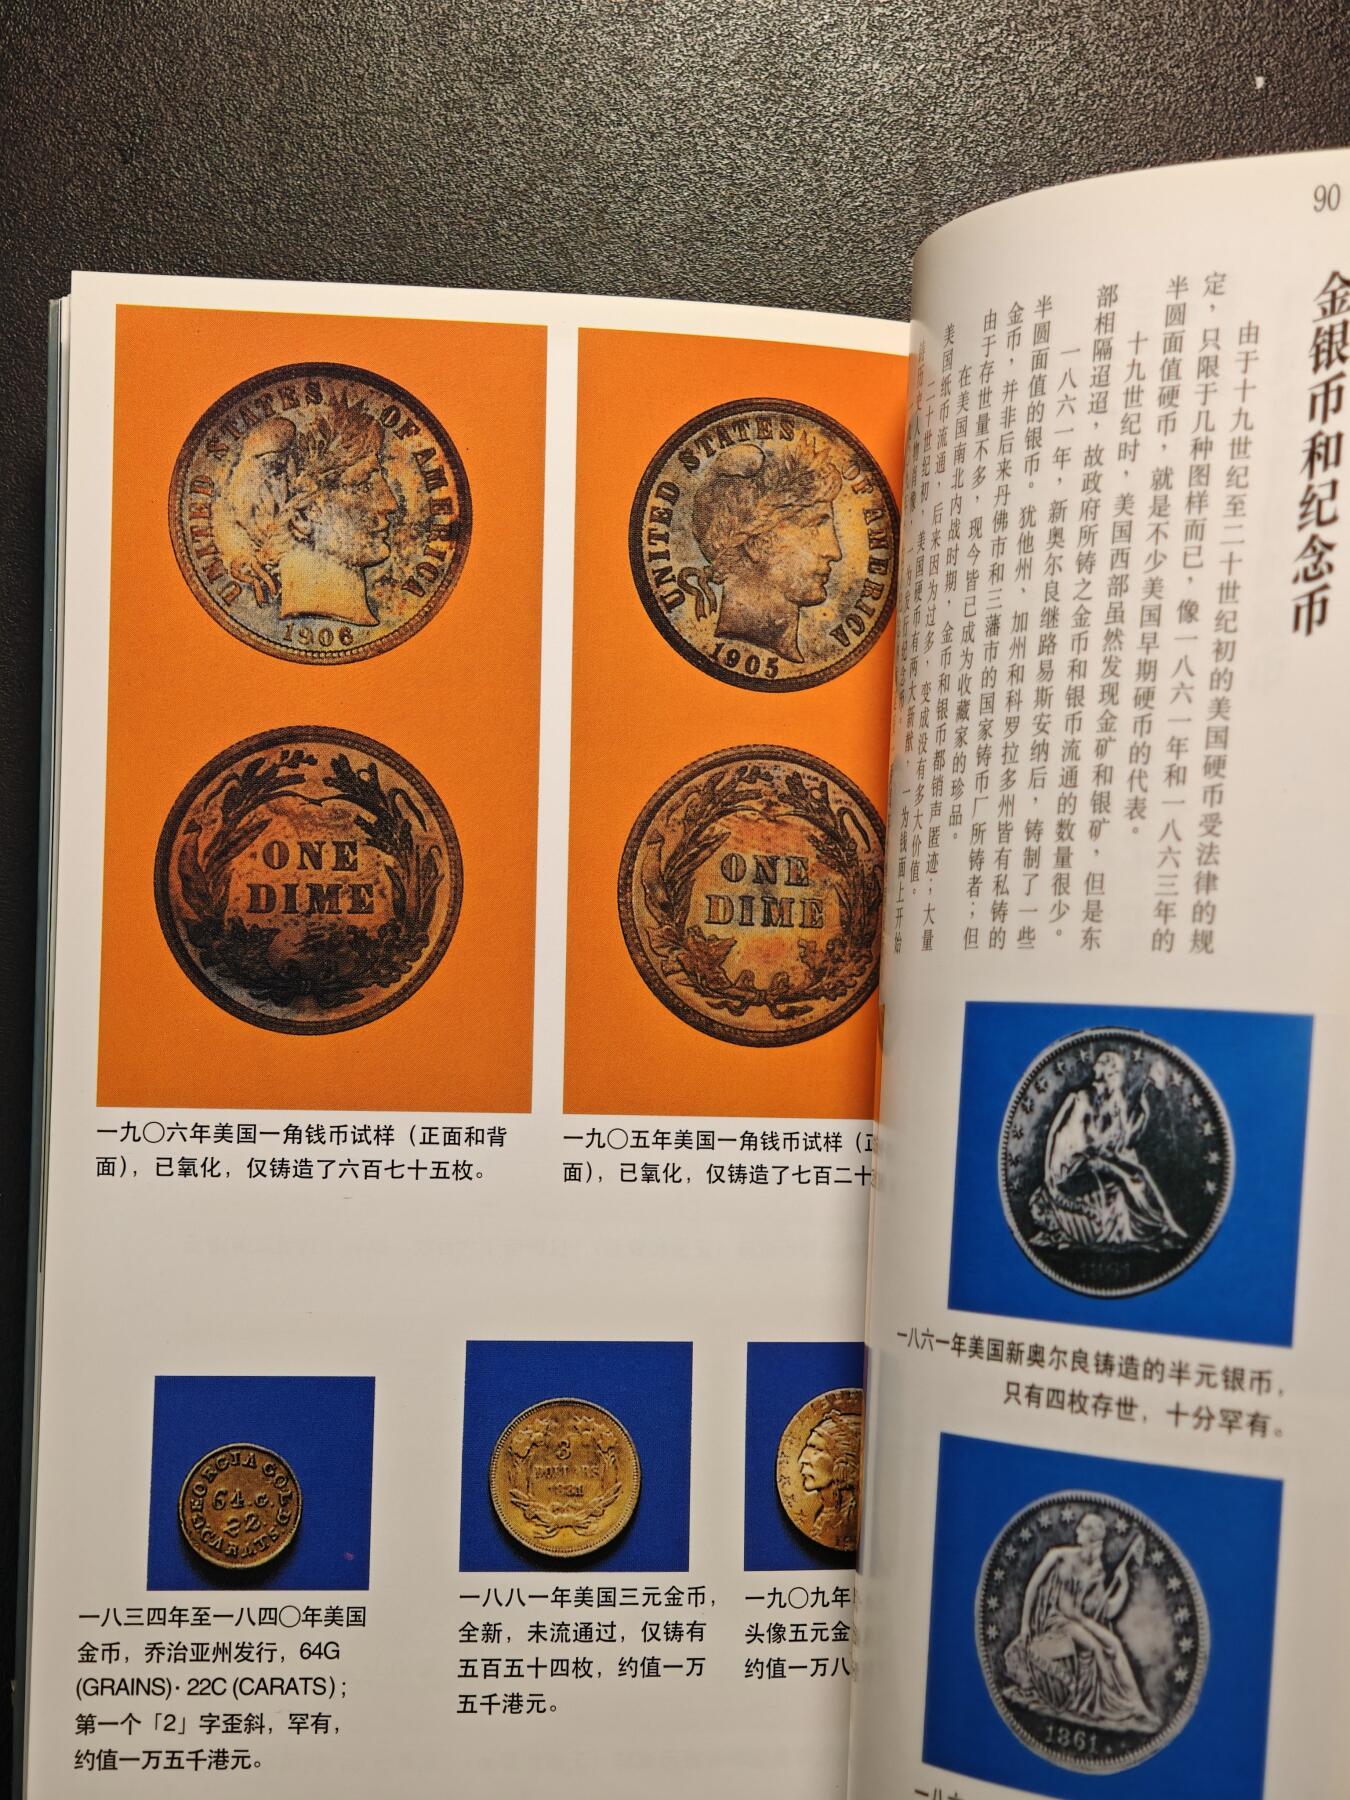 UNITED STATES OF AMERICA
1906
UNITED STATES OF AMERICA
1905
ONE
DIME
ONE
DIME
一九〇六年美国一角钱币试样（正面和背
面），已氧化，仅铸造了六百七十五枚。
一九〇五年美国一角钱币试样（正
面），已氧化，仅铸造了七百二十
GEORGIA GOLD
64.G.
22
3
DOLLARS
1881
一八三四年至一八四〇年美国
金币，乔治亚州发行，64G
(GRAINS)·22C (CARATS)；
第一个「2」字歪斜，罕有，
约值一万五千港元。
一八八一年美国三元金币，
全新，未流通过，仅铸有
五百五十四枚，约值一万
五千港元。
一九〇九年
头像五元金
约值一万八
90
金银币和纪念币
由于十九世纪至二十世纪初的美国硬币受法律的规
定，只限于几种图样而已，像一八六一年和一八六三年的
半圆面值硬币，就是不少美国早期硬币的代表。
十九世纪时，美国西部虽然发现金矿和银矿，但是东
部相隔迢迢，故政府所铸之金币和银币流通的数量很少。
一八六一年，新奥尔良继路易斯安纳后，铸制了一些
半圆面值的银币。犹他州、加州和科罗拉多州皆有私铸的
金币，并非后来丹佛市和三藩市的国家铸币厂所铸者；但
由于存世量不多，现今皆已成为收藏家的珍品。
在美国南北内战时期，金币和银币都销声匿迹；大量
美国纸币流通，后来因为过多，变成没有多大价值。
二十世纪初，美国硬币有两大新猷，一为钱面上开始
1861
一八六一年美国新奥尔良铸造的半元银币，
只有四枚存世，十分罕有。
1861